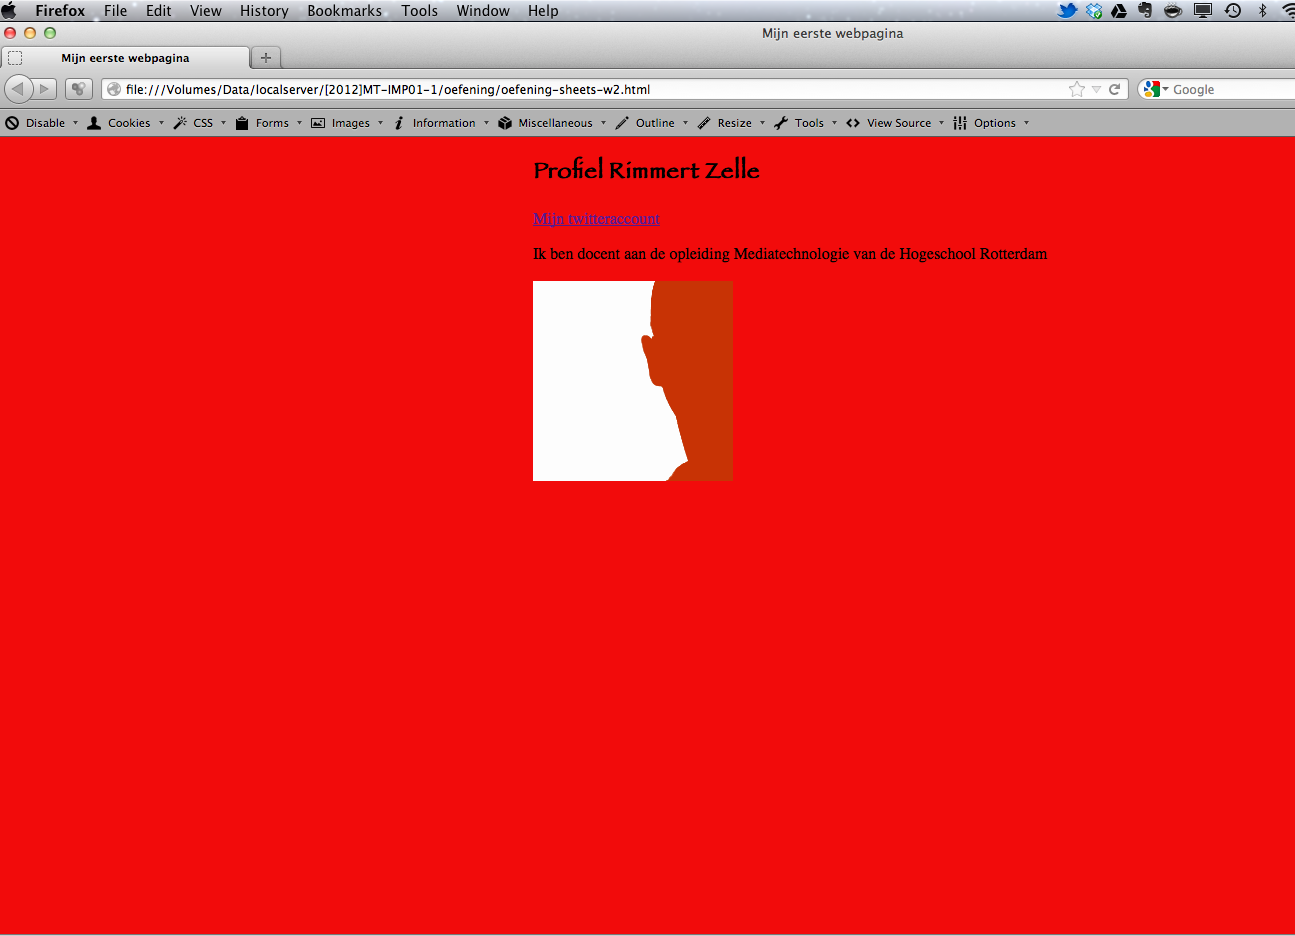 Firefox File Edit View History Bookmarks Tools Window Help
Mijn eerste webpagina
Mijn eerste webpagina
file:///Volumes/Data/localserver/[2012]MT-IMP01-1/oefening/oefening-sheets-w2.html Google
Disable Cookies CSS Forms Images Information Miscellaneous Outline Resize Tools View Source Options
Profiel Rimmert Zelle
Mijn twitteraccount
Ik ben docent aan de opleiding Mediatechnologie van de Hogeschool Rotterdam